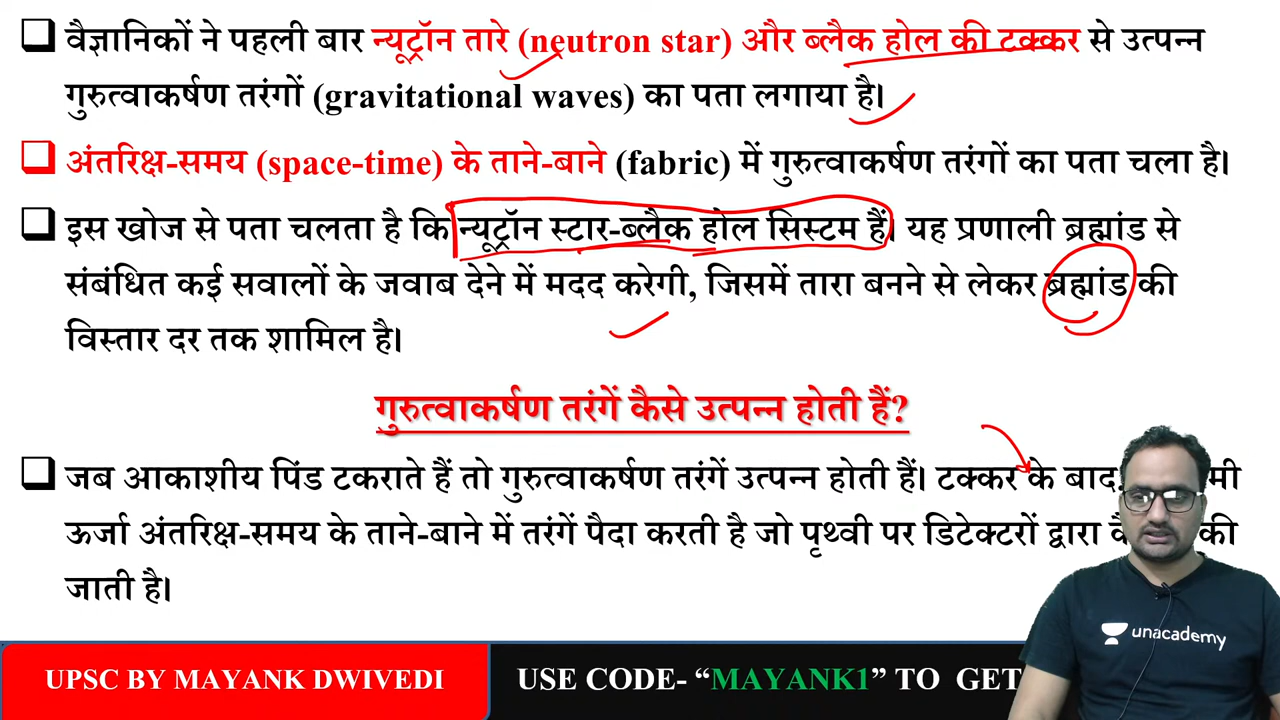 वैज्ञानिकों ने पहली बार न्यूट्रॉन तारे (neutron star) और ब्लैक होल की टक्कर से उत्पन्न
गुरुत्वाकर्षण तरंगों (gravitational waves) का पता लगाया है।
अंतरिक्ष-समय (space-time) के ताने-बाने (fabric) में गुरुत्वाकर्षण तरंगों का पता चला है।
इस खोज से पता चलता है कि न्यूट्रॉन स्टार-ब्लैक होल सिस्टम हैं। यह प्रणाली ब्रह्मांड से
संबंधित कई सवालों के जवाब देने में मदद करेगी, जिसमें तारा बनने से लेकर ब्रह्मांड की
विस्तार दर तक शामिल है।
गुरुत्वाकर्षण तरंगें कैसे उत्पन्न होती हैं?
जब आकाशीय पिंड टकराते हैं तो गुरुत्वाकर्षण तरंगें उत्पन्न होती हैं। टक्कर के बाद
ऊर्जा अंतरिक्ष-समय के ताने-बाने में तरंगें पैदा करती है जो पृथ्वी पर डिटेक्टरों द्वारा की
जाती है।
unacademy
UPSC BY MAYANK DWIVEDI
USE CODE- “MAYANK1” TO GET